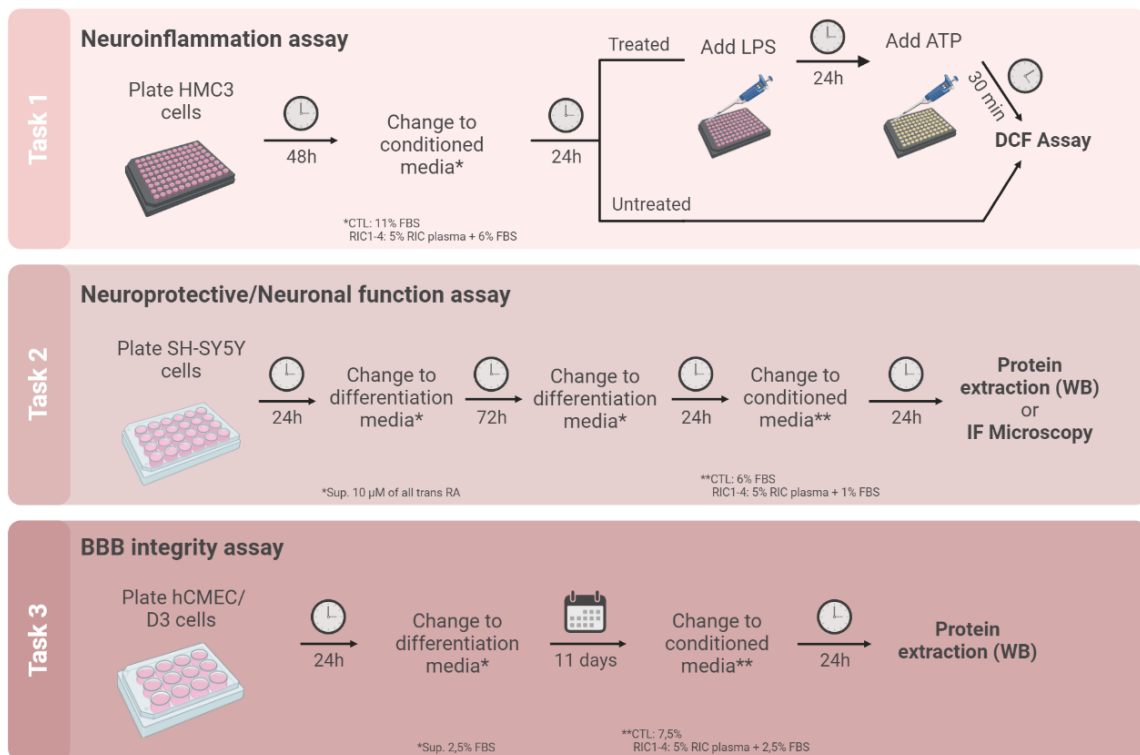 Task 1
Neuroinflammation assay
Plate HMC3
cells
48h
Change to
conditioned
media*
24h
Treated
Add LPS
24h
Add ATP
30 min
DCF Assay
Untreated
*CTL: 11% FBS
RIC1-4: 5% RIC plasma + 6% FBS
Task 2
Neuroprotective/Neuronal function assay
Plate SH-SY5Y
cells
24h
Change to
differentiation
media*
72h
Change to
differentiation
media*
24h
Change to
conditioned
media**
24h
Protein
extraction (WB)
or
IF Microscopy
*Sup. 10 µM of all trans RA
**CTL: 6% FBS
RIC1-4: 5% RIC plasma + 1% FBS
Task 3
BBB integrity assay
Plate hCMEC/
D3 cells
24h
Change to
differentiation
media*
11 days
Change to
conditioned
media**
24h
Protein
extraction (WB)
*Sup. 2,5% FBS
**CTL: 7,5%
RIC1-4: 5% RIC plasma + 2,5% FBS